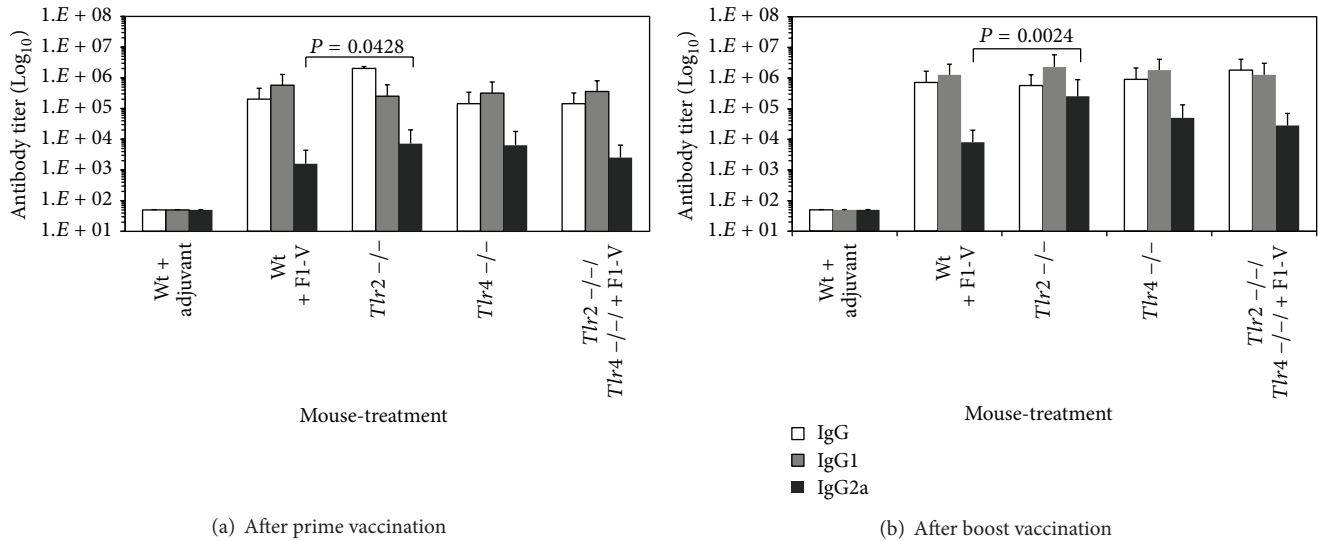 Antibody titer (Log10)
1.E + 08
1.E + 07
1.E + 06
1.E + 05
1.E + 04
1.E + 03
1.E + 02
1.E + 01
P = 0.0428
Wt +
adjuvant
Wt
+ F1-V
Tlr2 −/−
Tlr4 −/−
Tlr2 −/−/
Tlr4 −/−/ + F1-V
Mouse-treatment
(a) After prime vaccination
Antibody titer (Log10)
1.E + 08
1.E + 07
1.E + 06
1.E + 05
1.E + 04
1.E + 03
1.E + 02
1.E + 01
P = 0.0024
Wt +
adjuvant
Wt
+ F1-V
Tlr2 −/−
Tlr4 −/−
Tlr2 −/−/
Tlr4 −/−/ + F1-V
Mouse-treatment
IgG
IgG1
IgG2a
(b) After boost vaccination